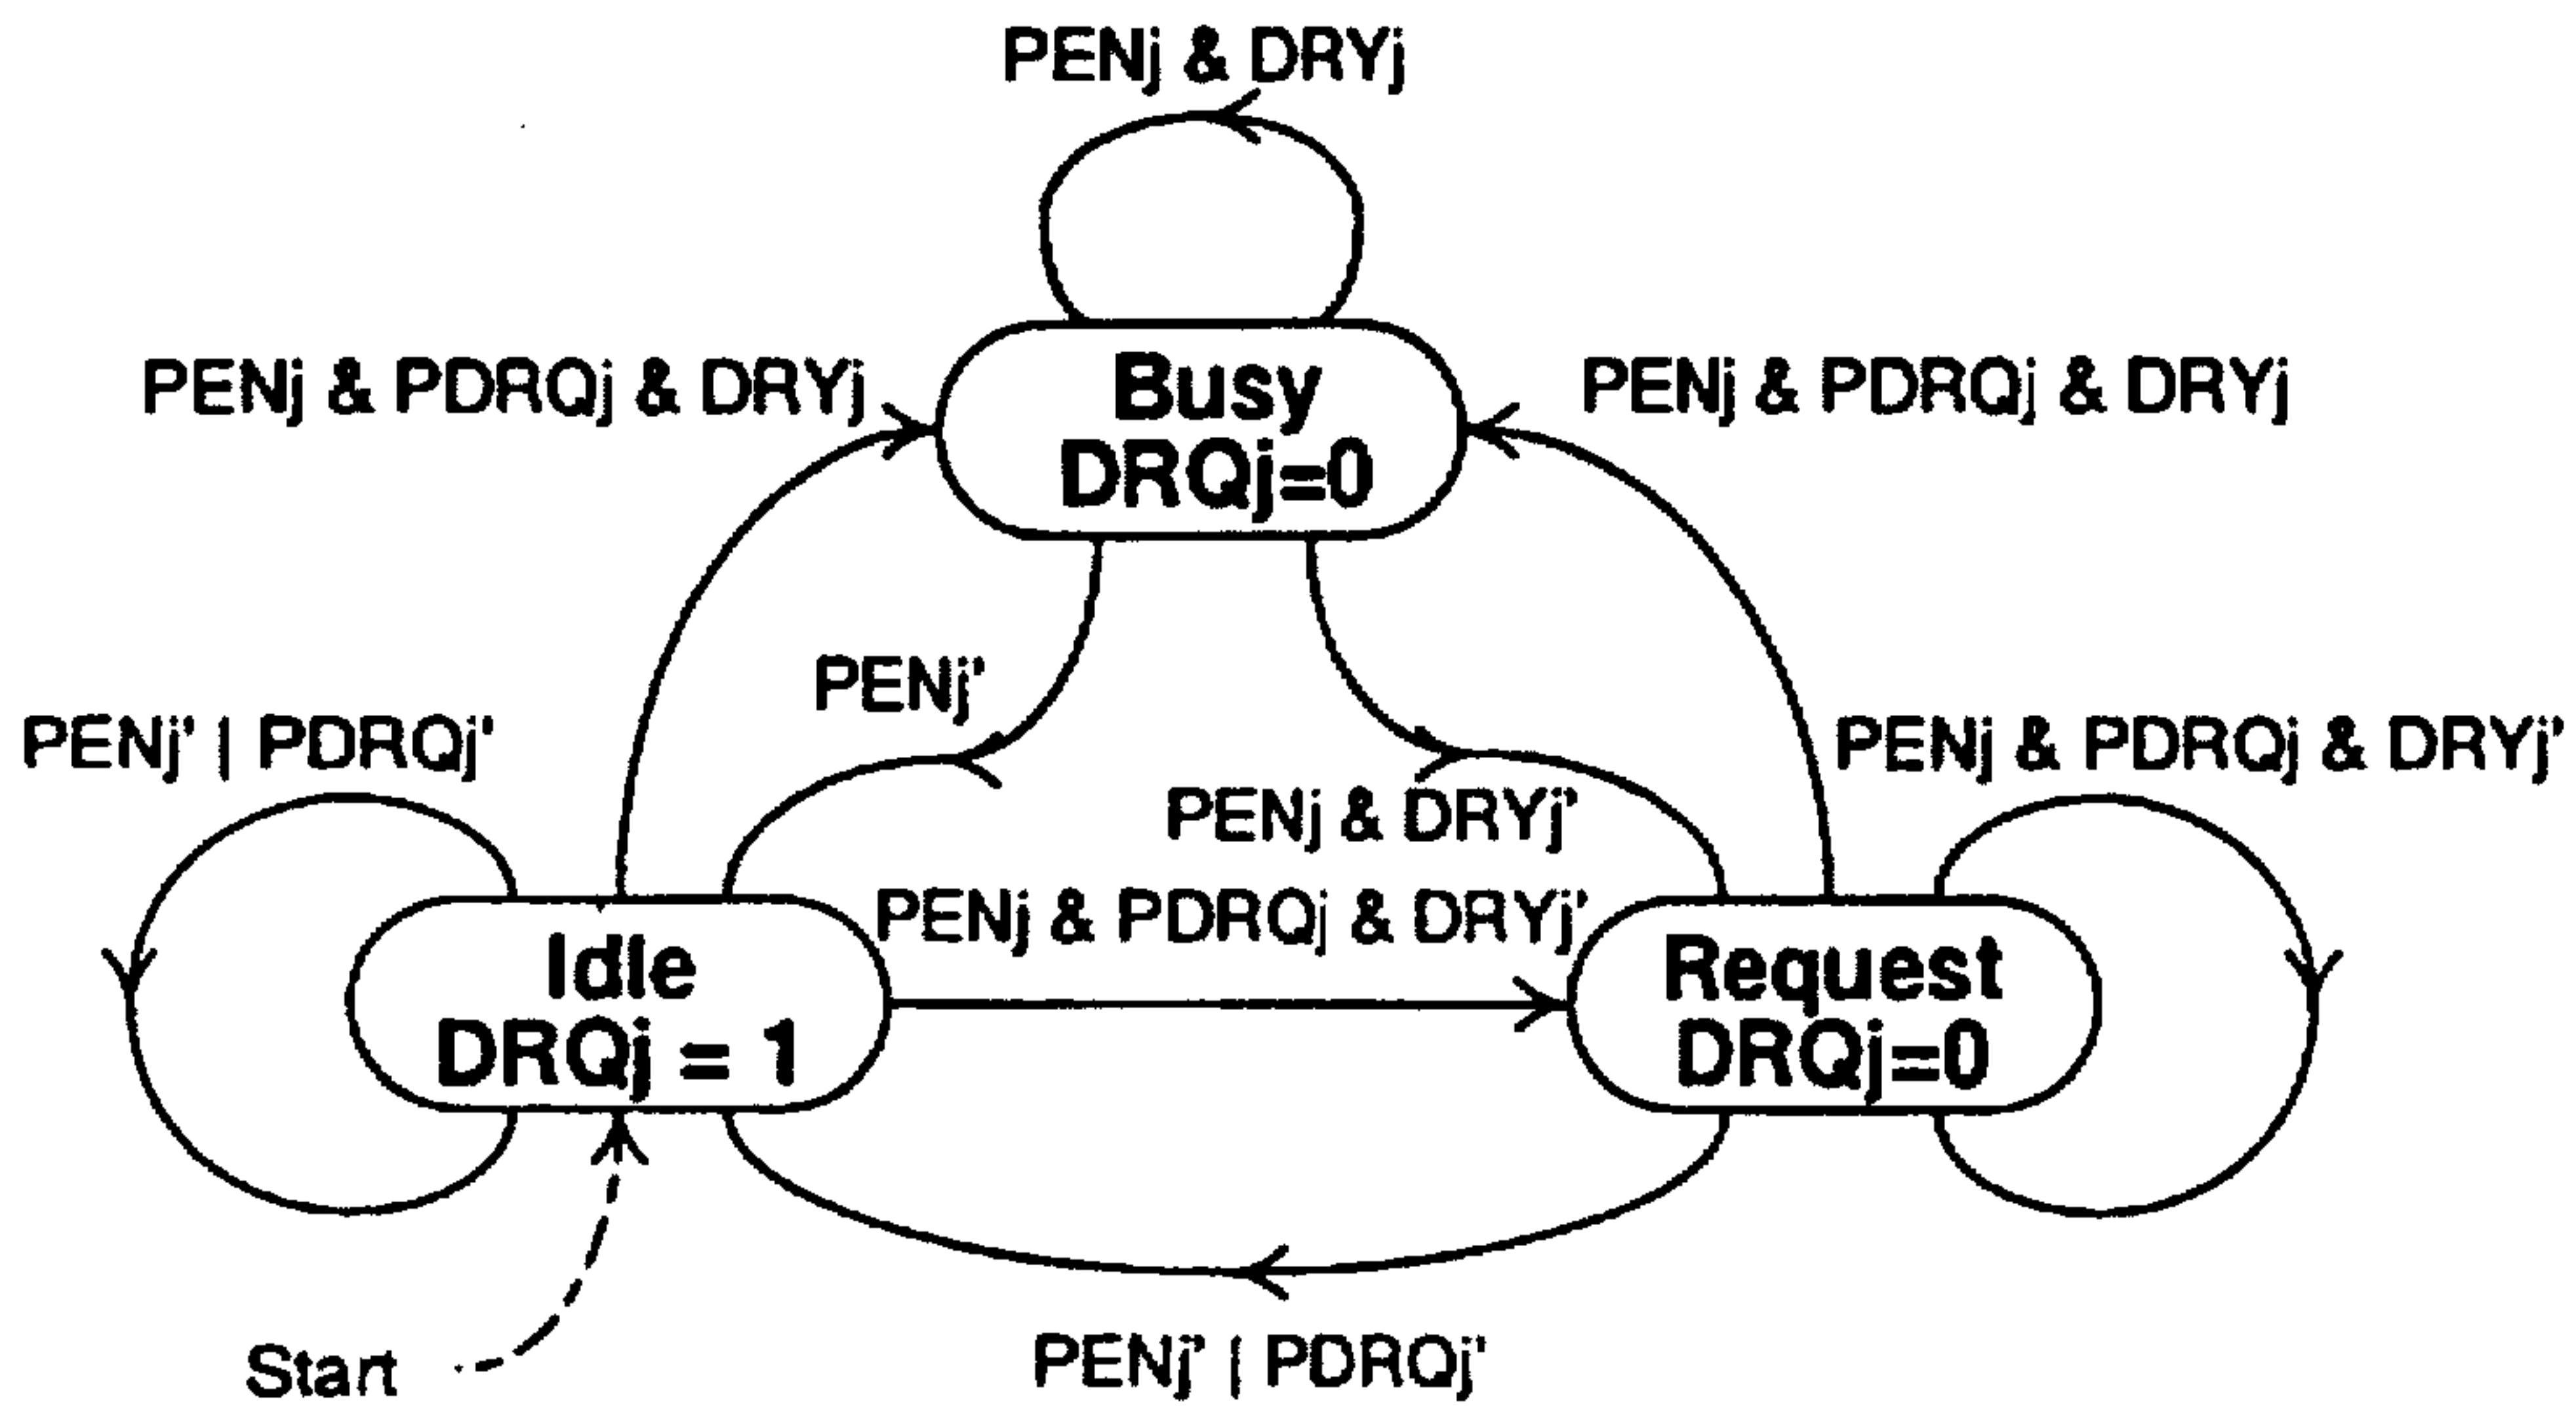 PENj & DRYj
PENj & PDRQj & DRYj
Busy
DRQj=0
PENj & PDRQj & DRYj
PENj'
PENj' | PDRQj'
PENj & DRYj'
PENj & PDRQj & DRYj'
PENj & PDRQj & DRYj'
Idle
DRQj = 1
Request
DRQj=0
Start
PENj' | PDRQj'